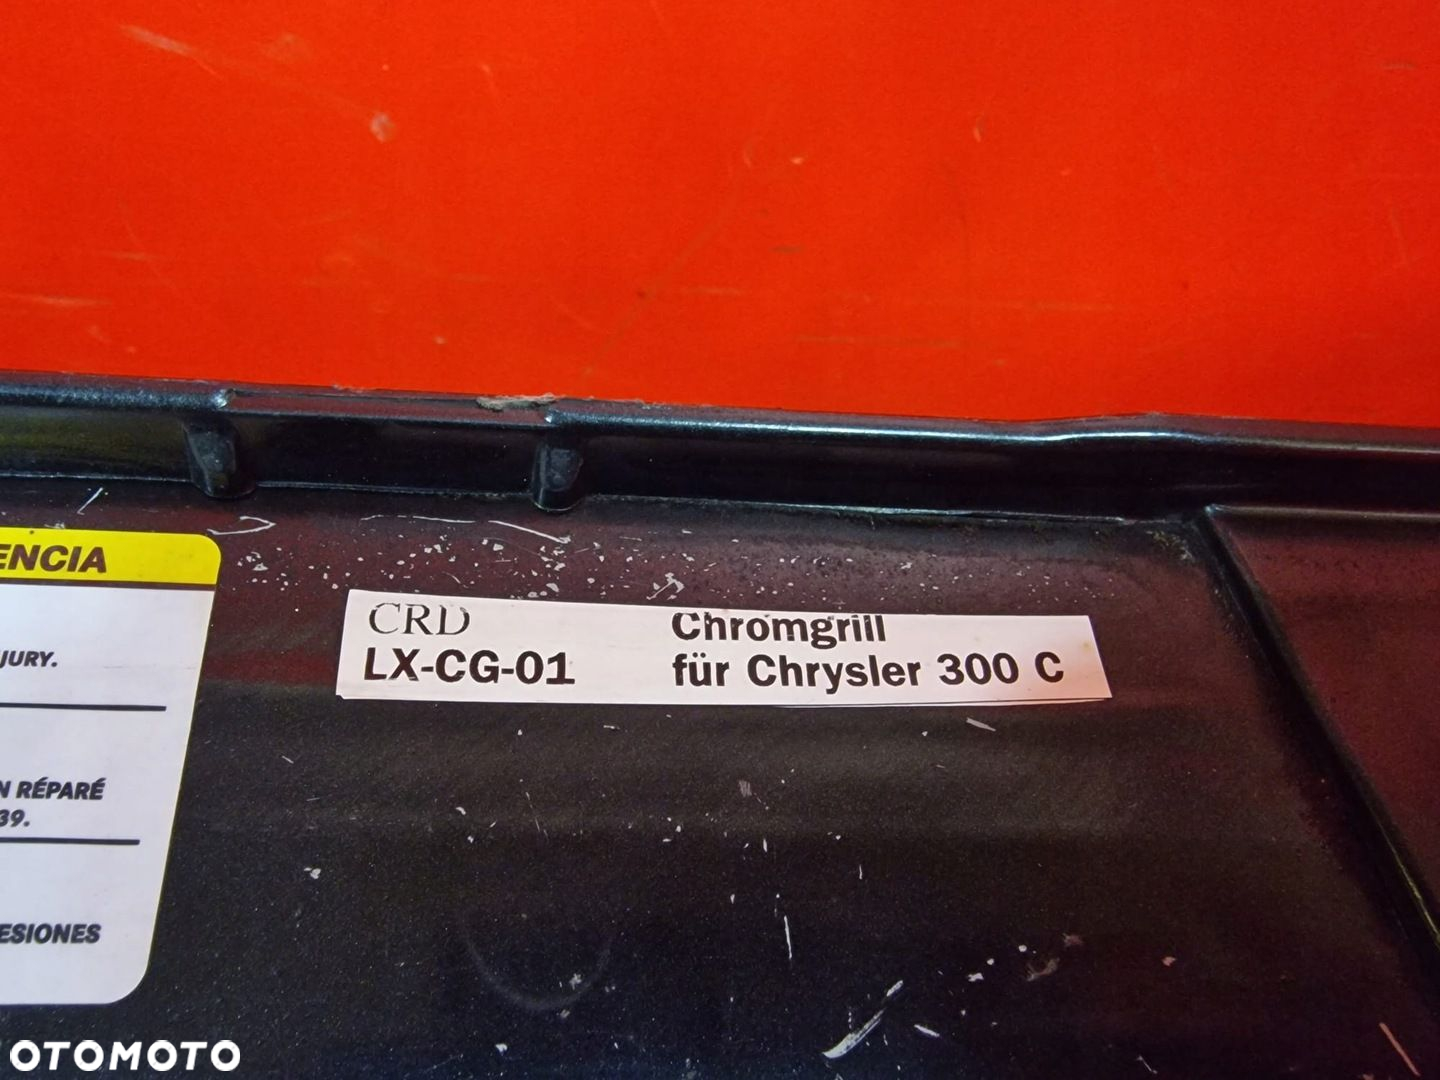 ENCIA
JURY.
N RÉPARÉ
39.
ESIONES
CRD
LX-CG-01
Chromgrill
für Chrysler 300 C
OTOMOTO